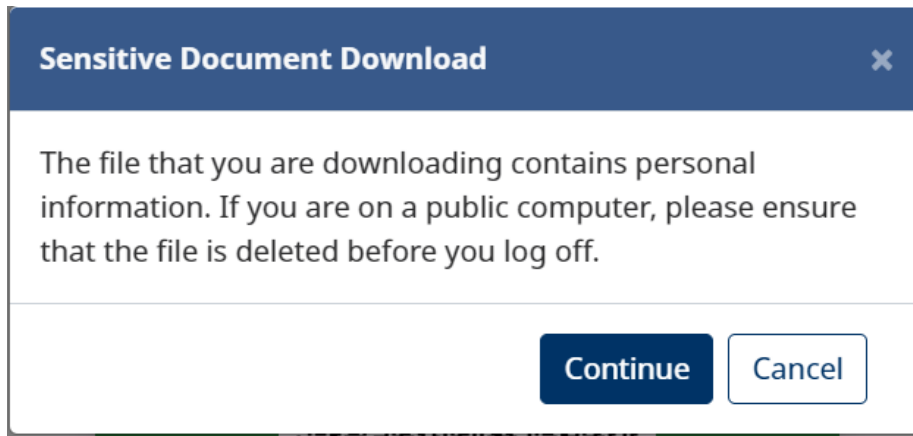 Sensitive Document Download
×
The file that you are downloading contains personal
information. If you are on a public computer, please ensure
that the file is deleted before you log off.
Continue Cancel